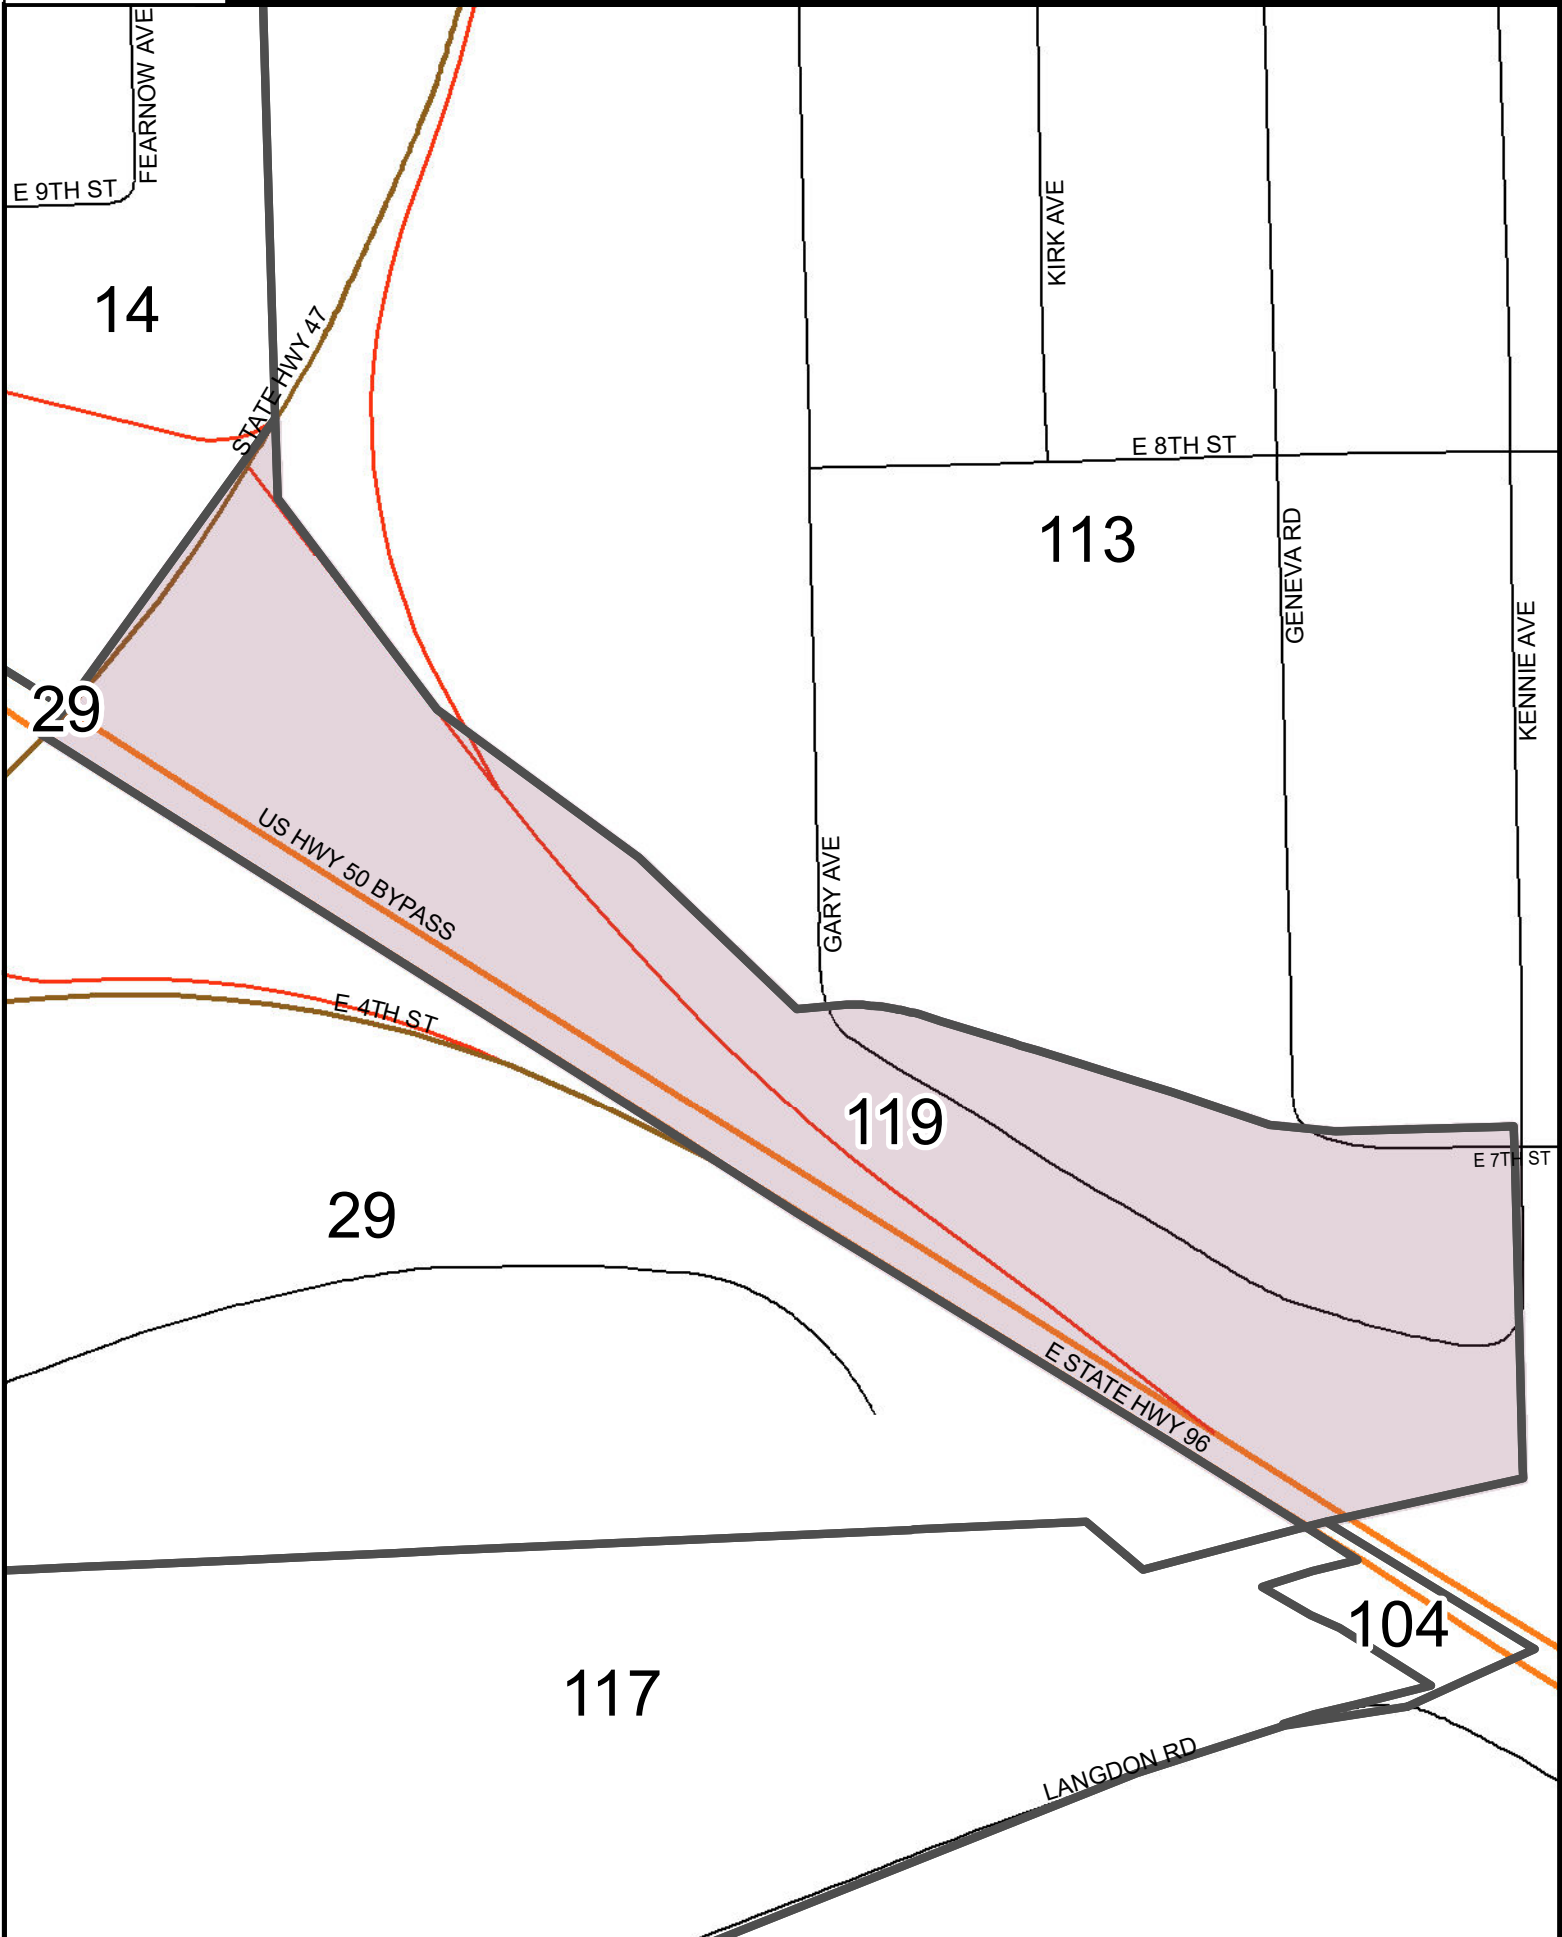 FEARNOW AVE
E 9TH ST
KIRK AVE
14
STATE HWY 47
E 8TH ST
113
GENEVA RD
KENNIE AVE
29
US HWY 50 BYPASS
GARY AVE
E 4TH ST
119
E 7TH ST
29
E STATE HWY 96
104
117
LANGDON RD